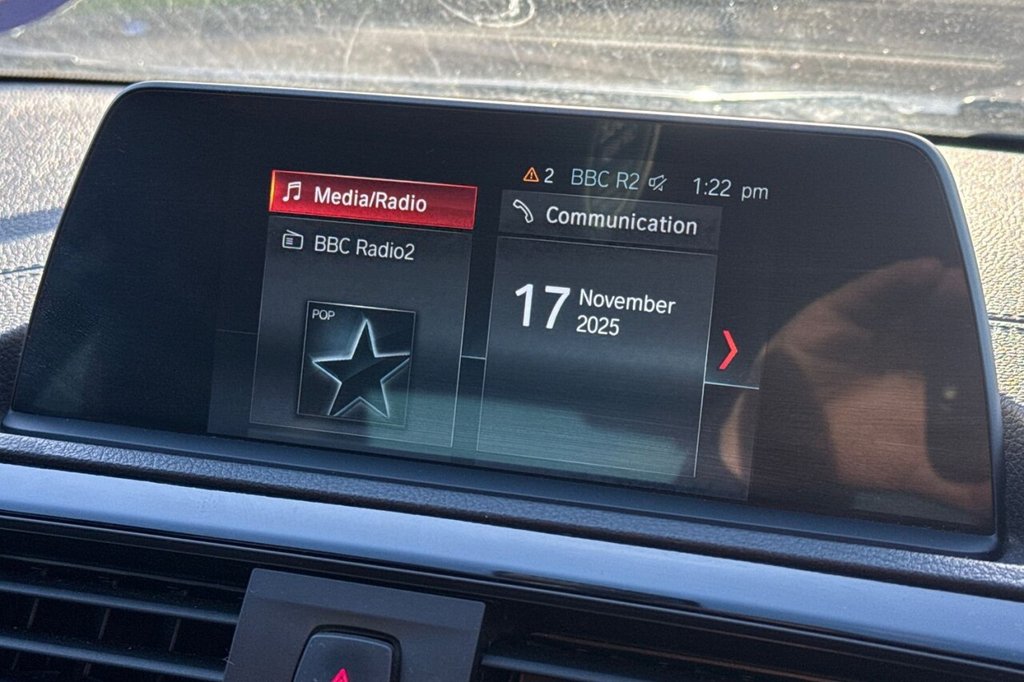 2 BBC R2 1:22 pm
Media/Radio
BBC Radio2
POP
Communication
17 November
2025